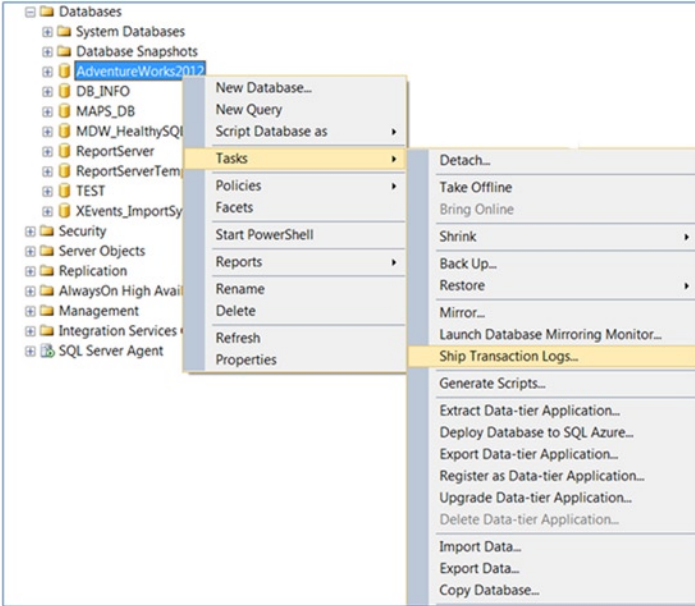 Databases
System Databases
Database Snapshots
AdventureWorks2012
DB_INFO
MAPS_DB
MDW_HealthySQL
ReportServer
ReportServerTem
TEST
XEvents_ImportSy
Security
Server Objects
Replication
AlwaysOn High Avail
Management
Integration Services
SQL Server Agent
New Database...
New Query
Script Database as
Tasks
Policies
Facets
Start PowerShell
Reports
Rename
Delete
Refresh
Properties
Detach...
Take Offline
Bring Online
Shrink
Back Up...
Restore
Mirror...
Launch Database Mirroring Monitor...
Ship Transaction Logs...
Generate Scripts...
Extract Data-tier Application...
Deploy Database to SQL Azure...
Export Data-tier Application...
Register as Data-tier Application...
Upgrade Data-tier Application...
Delete Data-tier Application...
Import Data...
Export Data...
Copy Database...